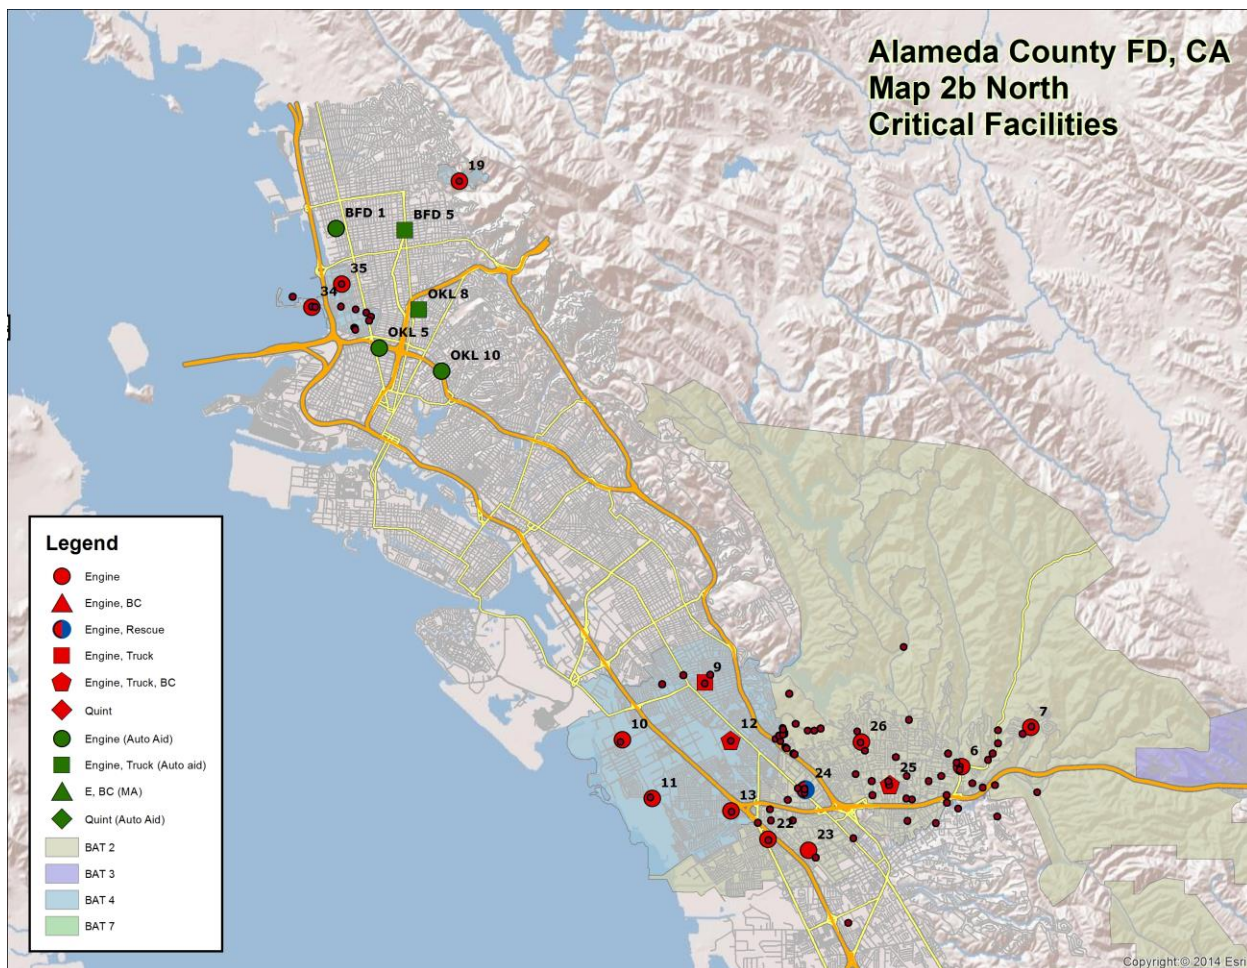 Alameda County FD, CA
Map 2b North
Critical Facilities
19
BFD 1
BFD 5
35
34
OKL 8
OKL 5
OKL 10
9
10
12
26
7
6
11
24
25
13
22
23
Legend
Engine
Engine, BC
Engine, Rescue
Engine, Truck
Engine, Truck, BC
Quint
Engine (Auto Aid)
Engine, Truck (Auto aid)
E, BC (MA)
Quint (Auto Aid)
BAT 2
BAT 3
BAT 4
BAT 7
Copyright:© 2014 Esri